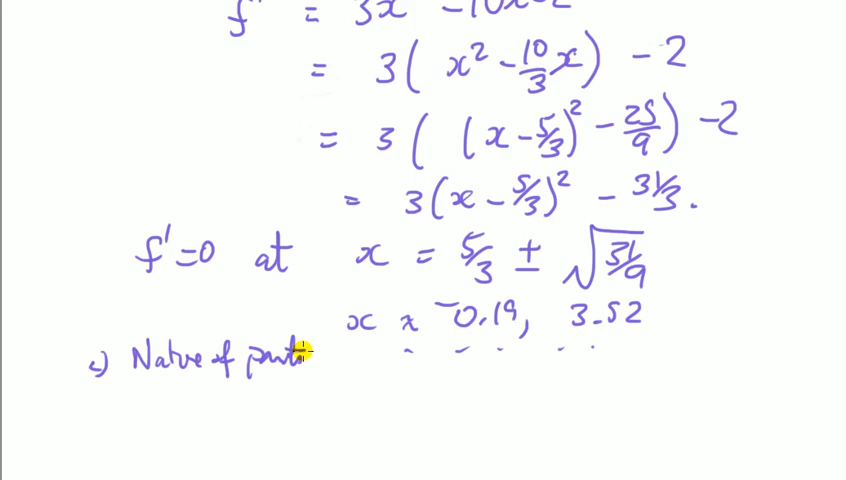 f' = 3x² - 10x - 2
= 3( x² - 10/3 x ) - 2
= 3( (x - 5/3)² - 25/9 ) - 2
= 3(x - 5/3)² - 31/3.
f' = 0 at x = 5/3 ± √31/9
x ≈ -0.19, 3.52
c) Nature of points